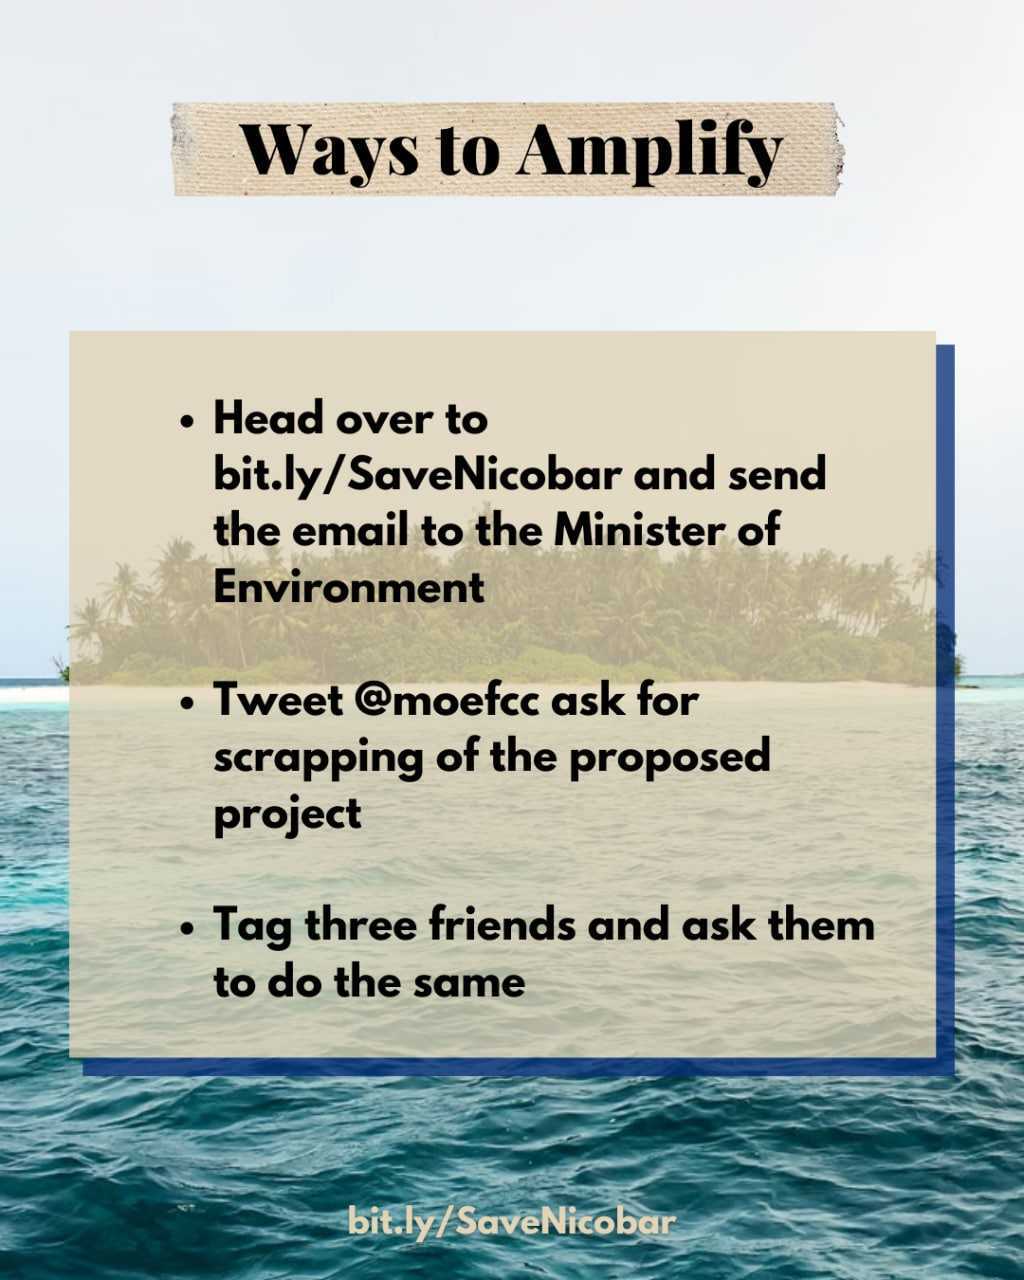 Ways to Amplify
• Head over to
bit.ly/SaveNicobar and send
the email to the Minister of
Environment
• Tweet @moefcc ask for
scrapping of the proposed
project
• Tag three friends and ask them
to do the same
bit.ly/SaveNicobar